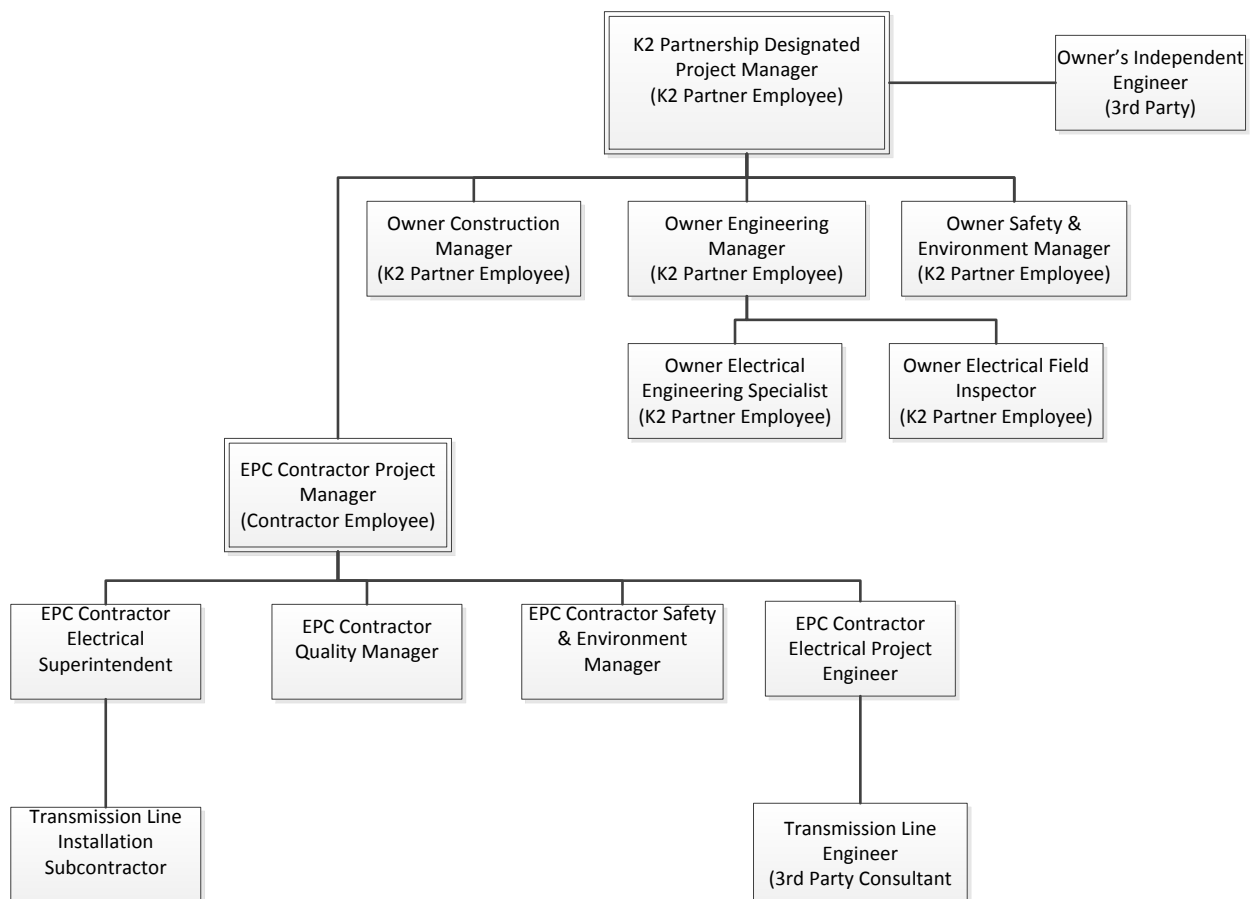 K2 Partnership Designated
Project Manager
(K2 Partner Employee)
Owner’s Independent
Engineer
(3rd Party)
Owner Construction
Manager
(K2 Partner Employee)
Owner Engineering
Manager
(K2 Partner Employee)
Owner Safety &
Environment Manager
(K2 Partner Employee)
Owner Electrical
Engineering Specialist
(K2 Partner Employee)
Owner Electrical Field
Inspector
(K2 Partner Employee)
EPC Contractor Project
Manager
(Contractor Employee)
EPC Contractor
Electrical
Superintendent
EPC Contractor
Quality Manager
EPC Contractor Safety
& Environment
Manager
EPC Contractor
Electrical Project
Engineer
Transmission Line
Installation
Subcontractor
Transmission Line
Engineer
(3rd Party Consultant